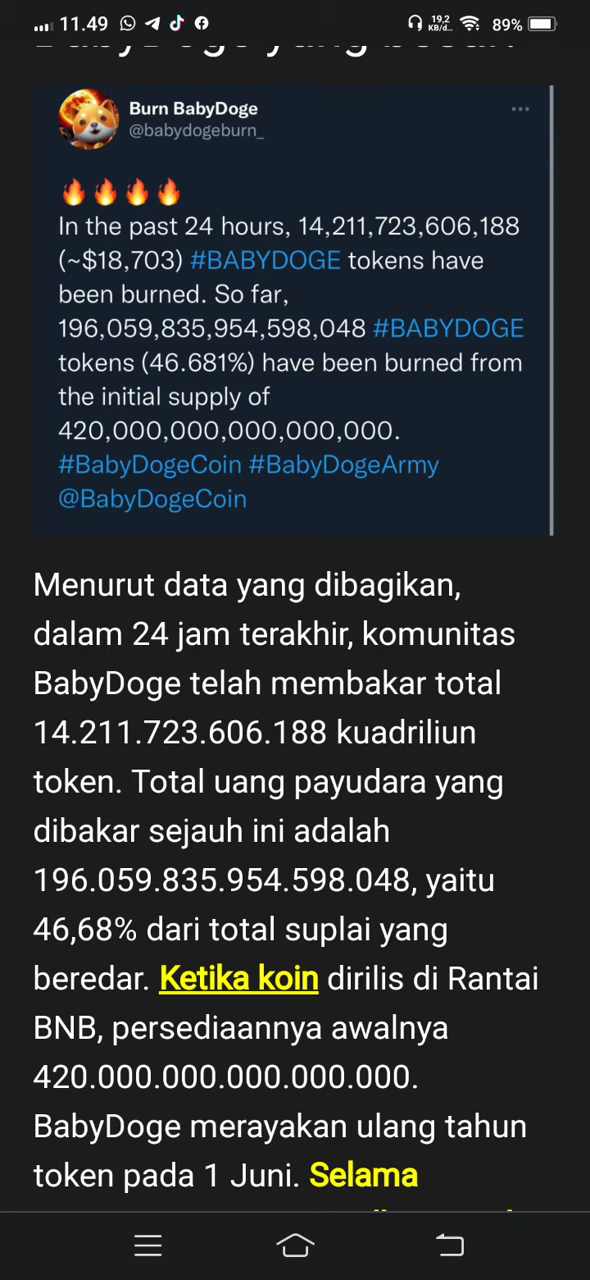 11.49
19,2
KB/d...
89%
Burn BabyDoge
@babydogeburn_
In the past 24 hours, 14,211,723,606,188
(~$18,703) #BABYDOGE tokens have
been burned. So far,
196,059,835,954,598,048 #BABYDOGE
tokens (46.681%) have been burned from
the initial supply of
420,000,000,000,000,000.
#BabyDogeCoin #BabyDogeArmy
@BabyDogeCoin
Menurut data yang dibagikan,
dalam 24 jam terakhir, komunitas
BabyDoge telah membakar total
14.211.723.606.188 kuadriliun
token. Total uang payudara yang
dibakar sejauh ini adalah
196.059.835.954.598.048, yaitu
46,68% dari total suplai yang
beredar. Ketika koin dirilis di Rantai
BNB, persediaannya awalnya
420.000.000.000.000.000.
BabyDoge merayakan ulang tahun
token pada 1 Juni. Selama